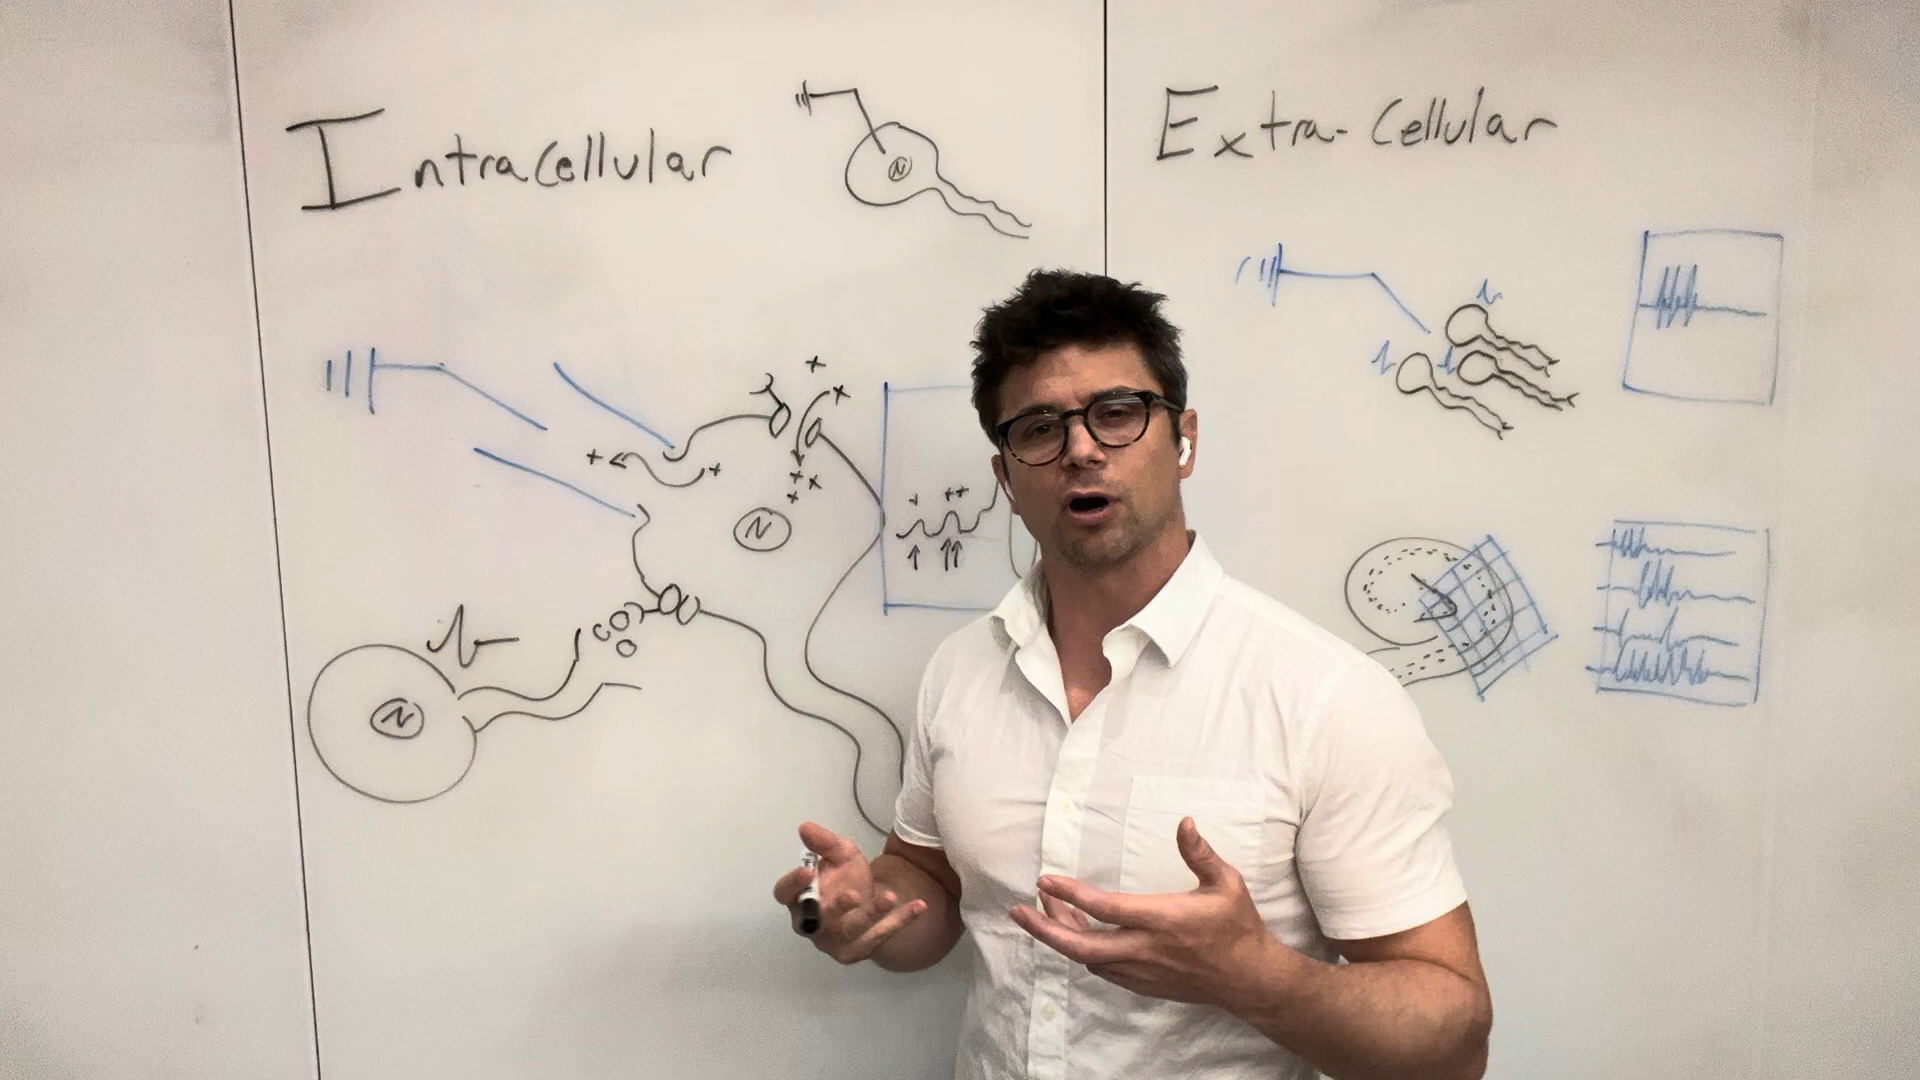 Intracellular
N
Extra-Cellular
+
+
+ +
+ +
+
N
+ ++
N